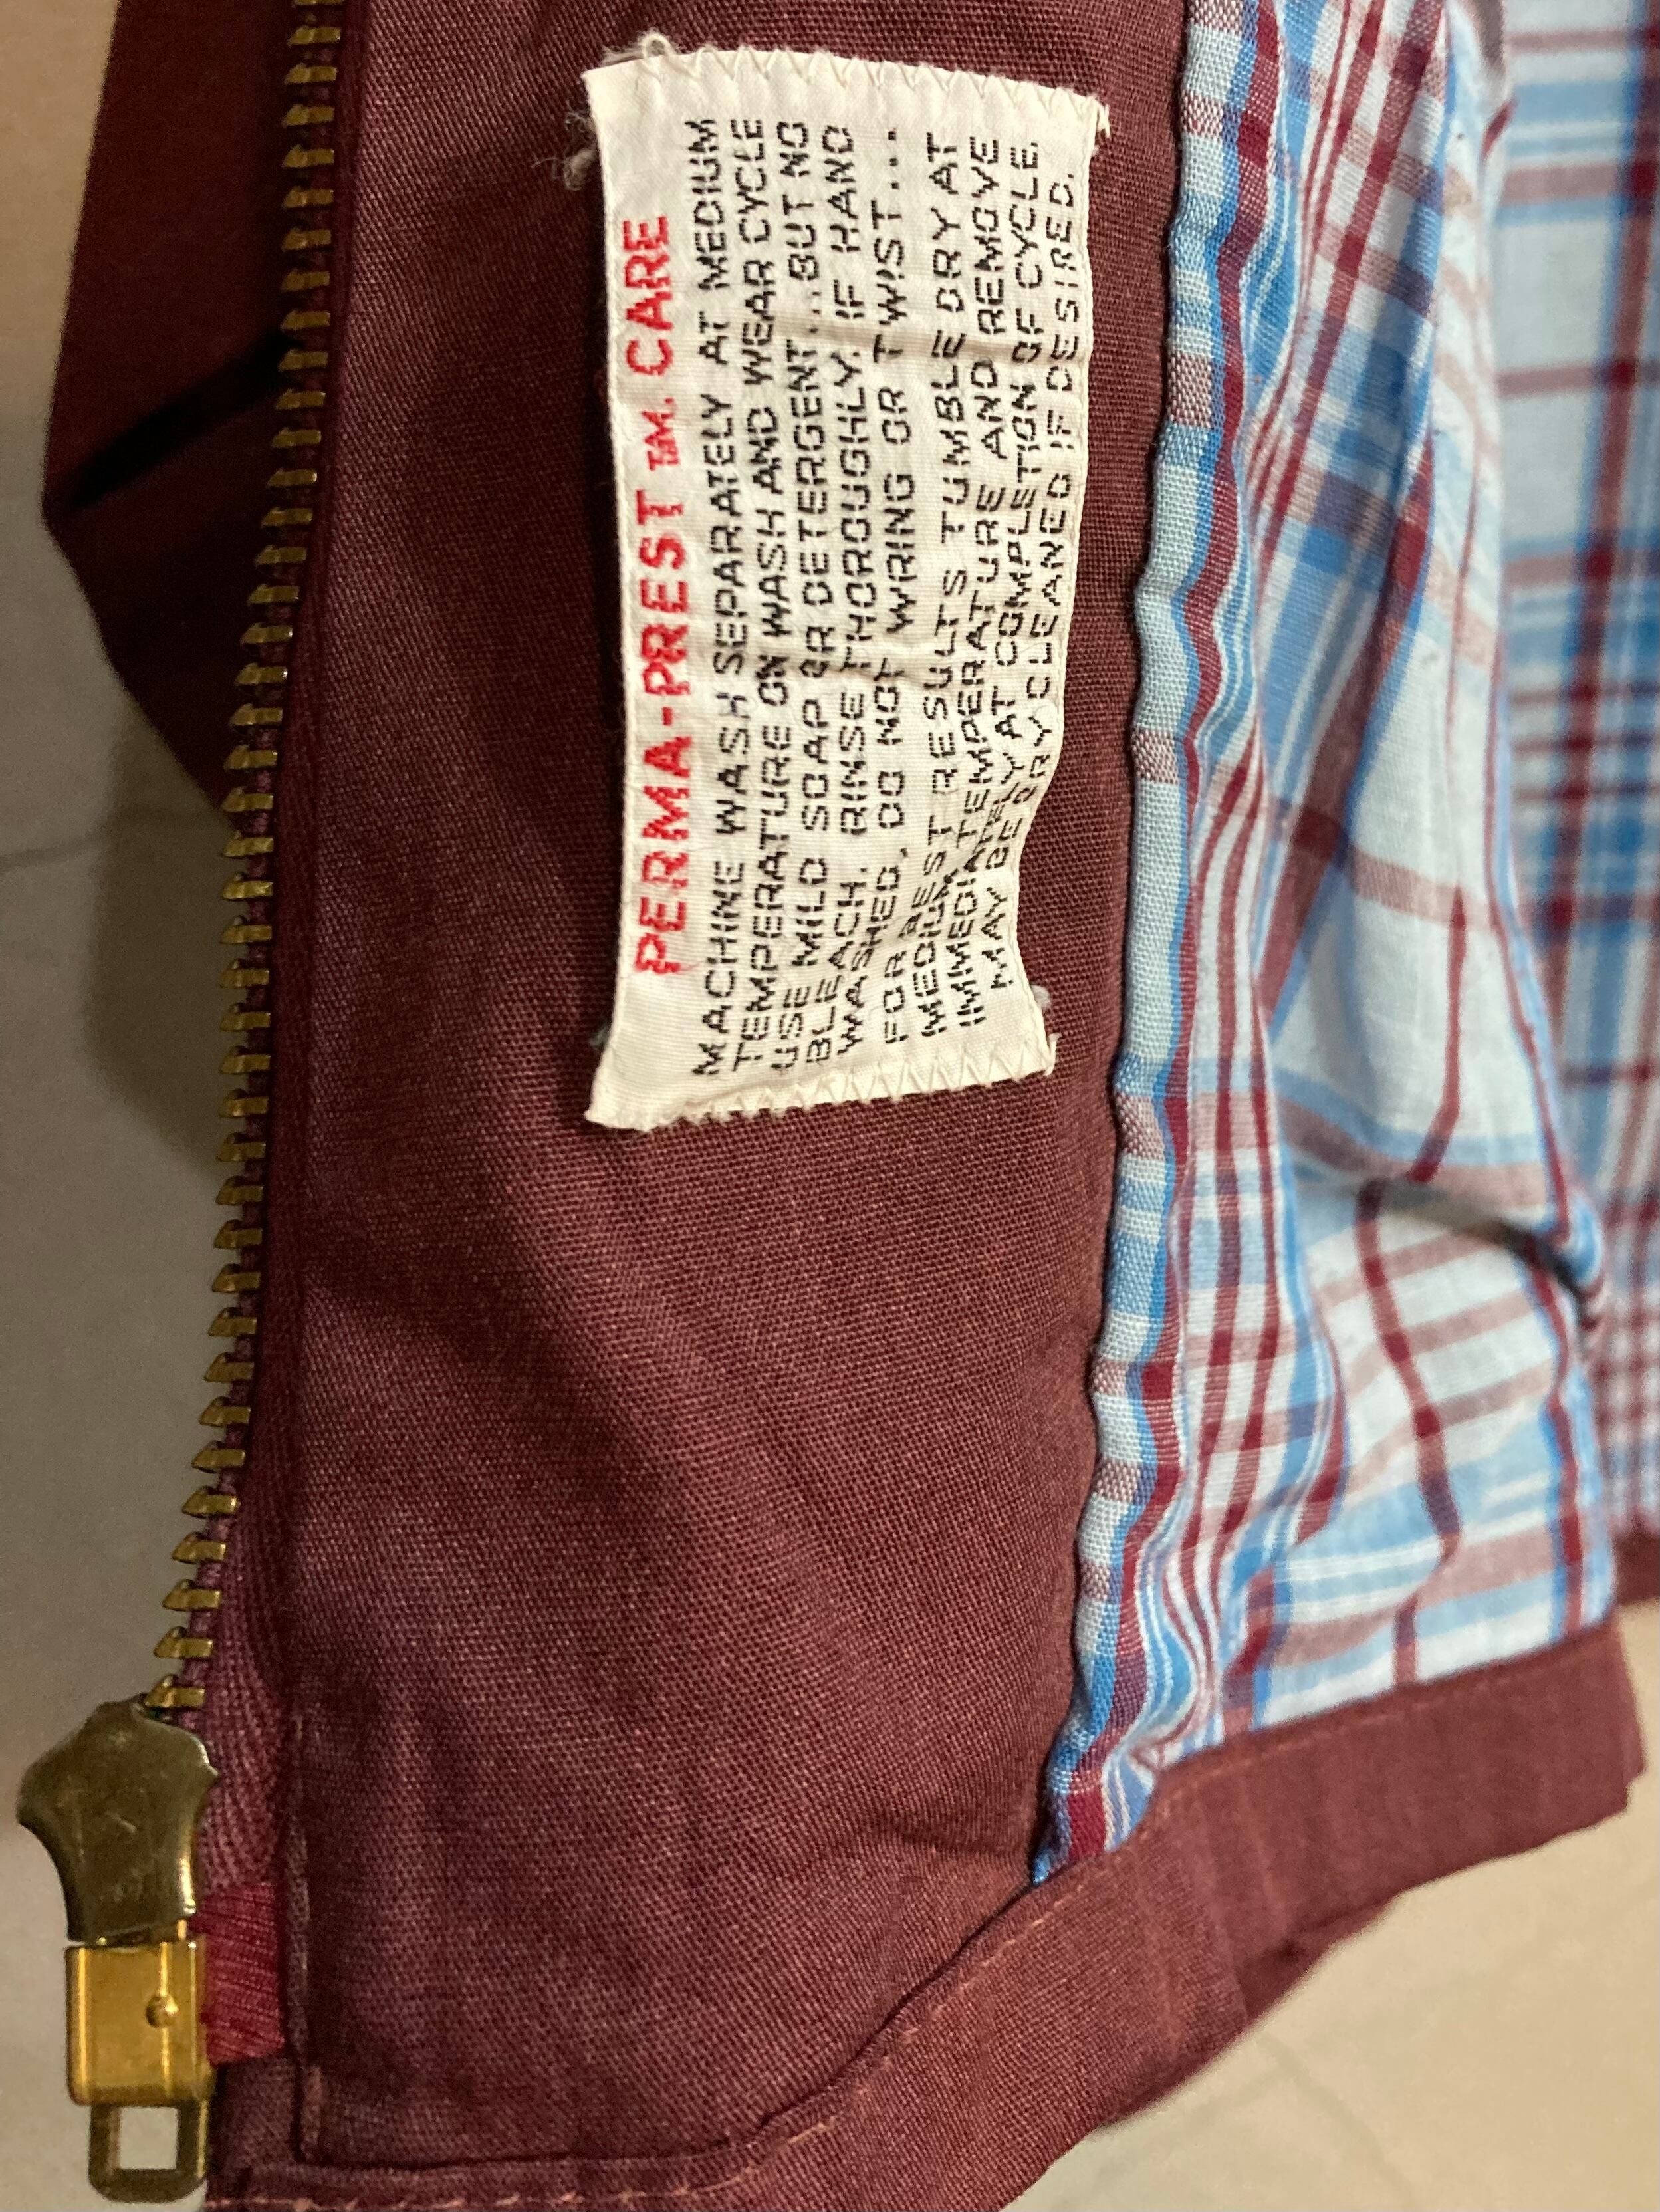 PERMA-PREST TM. CARE
MACHINE WASH SEPARATELY AT MEDIUM
TEMPERATURE ON WASH AND WEAR CYCLE
USE MILD SOAP OR DETERGENT...BUT NO
BLEACH. RINSE THOROUGHLY. IF HAND
WASHED, DO NOT WRING OR TWIST...
FOR BEST RESULTS TUMBLE DRY AT
MEDIUM TEMPERATURE AND REMOVE
IMMEDIATELY AT COMPLETION OF CYCLE.
MAY BE DRY CLEANED IF DESIRED.